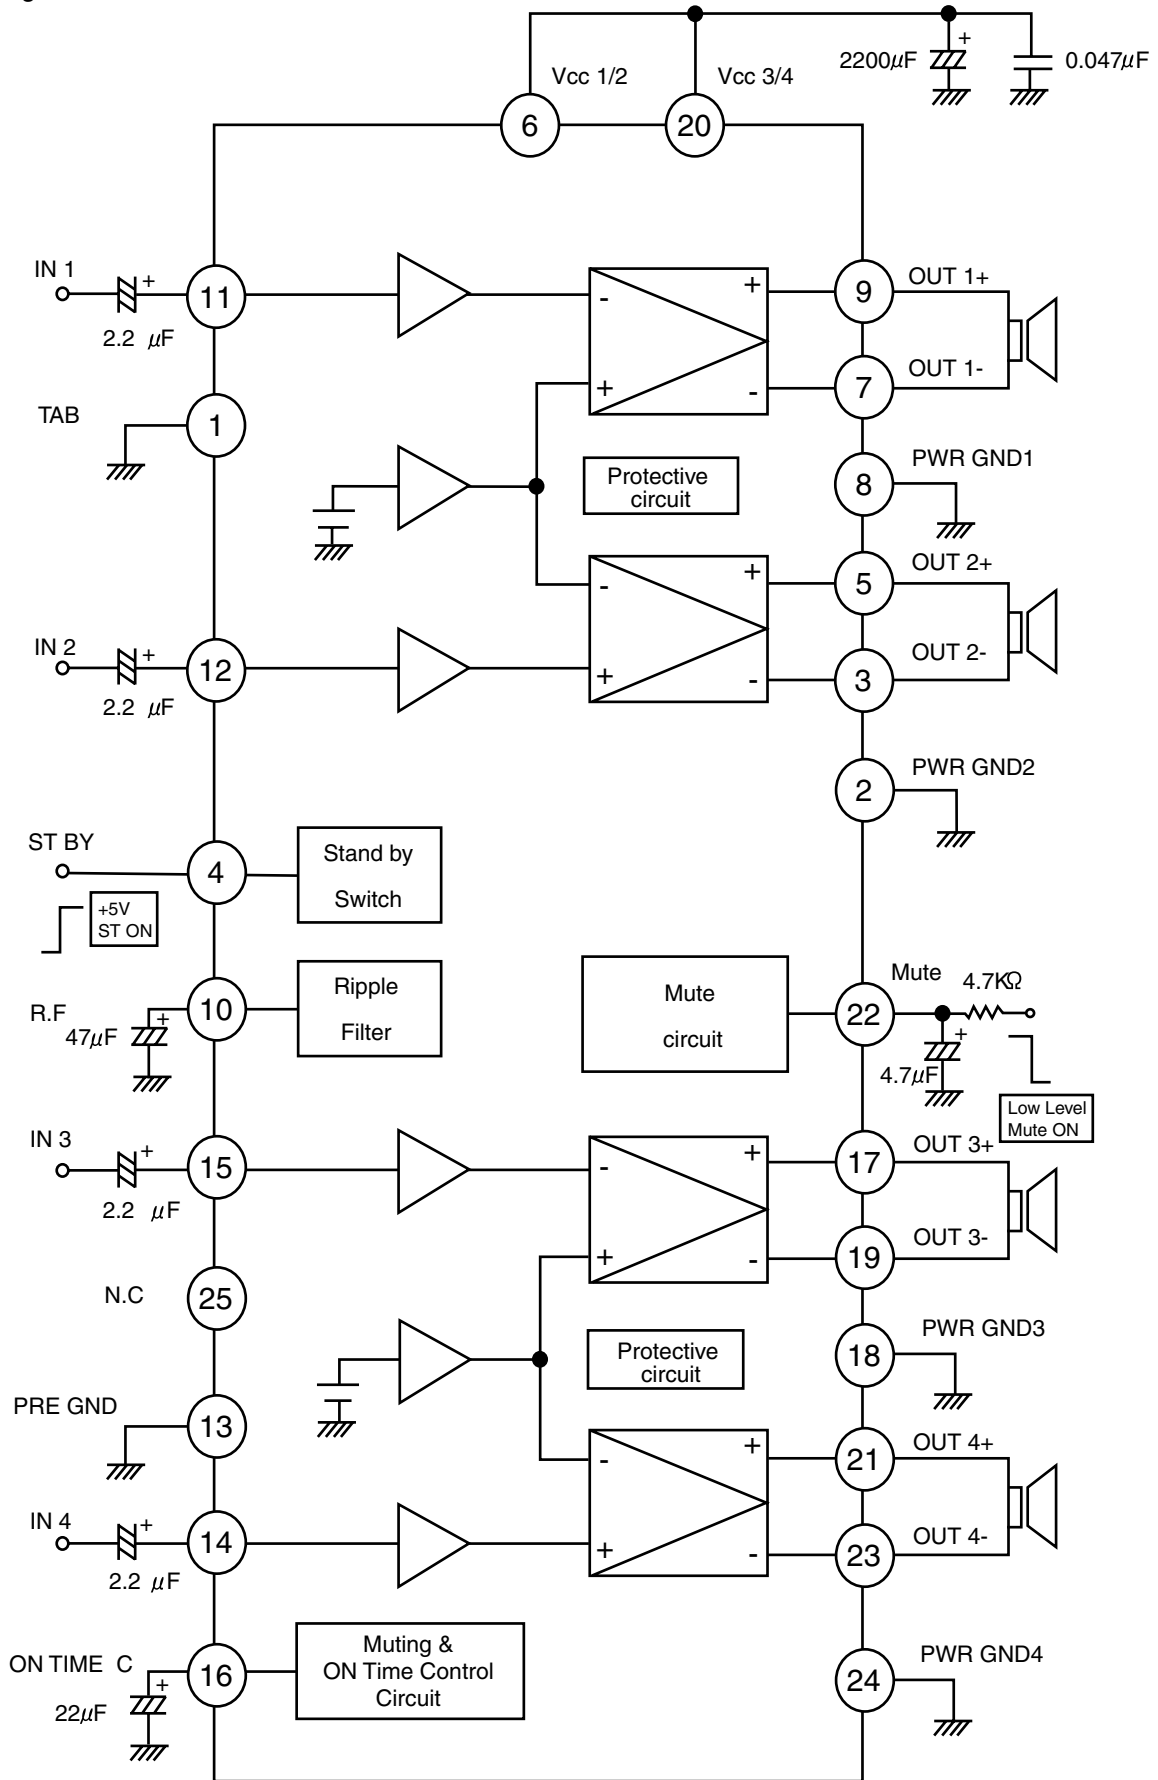 +
2200μF
0.047μF
Vcc 1/2
Vcc 3/4
6
20
IN 1
+
11
2.2 μF
-
+
+
-
9
OUT 1+
7
OUT 1-
TAB
1
Protective
circuit
8
PWR GND1
IN 2
+
12
2.2 μF
-
+
+
-
5
OUT 2+
3
OUT 2-
2
PWR GND2
ST BY
4
Stand by
Switch
+5V
ST ON
R.F
47μF
+
10
Ripple
Filter
Mute
circuit
22
Mute
4.7KΩ
+
4.7μF
Low Level
Mute ON
IN 3
+
15
2.2 μF
-
+
+
-
17
OUT 3+
19
OUT 3-
N.C
25
Protective
circuit
18
PWR GND3
PRE GND
13
IN 4
+
14
2.2 μF
-
+
+
-
21
OUT 4+
23
OUT 4-
ON TIME C
+
22μF
16
Muting &
ON Time Control
Circuit
24
PWR GND4